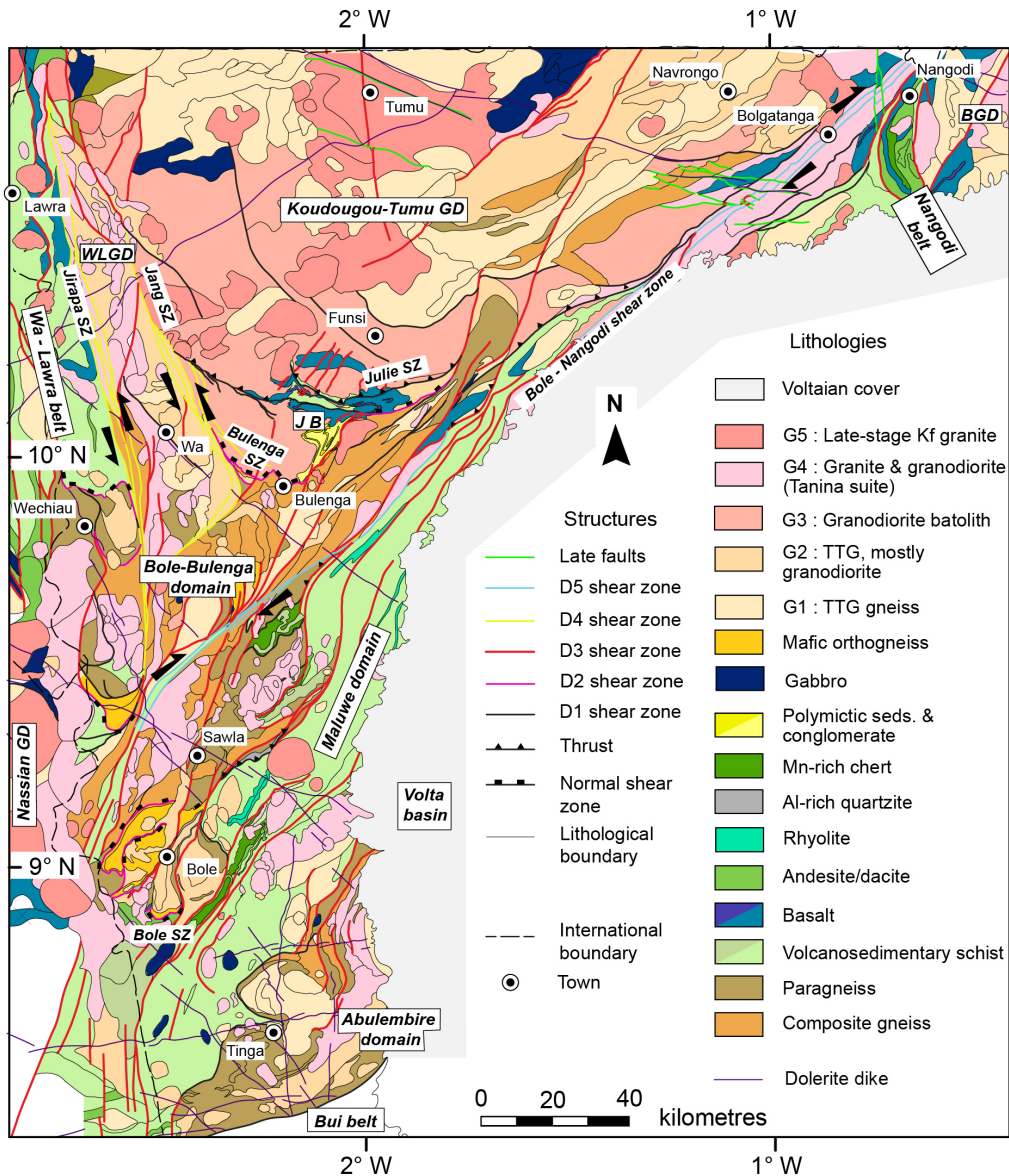 2° W
1° W
Nangodi
Navrongo
Tumu
Bolgatanga
BGD
Lawra
Koudougou-Tumu GD
Nangodi
belt
WLGD
Jirapa SZ
Jang SZ
Wa - Lawra belt
Funsi
Bole - Nangodi shear zone
Julie SZ
J B
Wa
Bulenga
SZ
10° N
Bulenga
Wechiau
Bole-Bulenga
domain
Maluwe domain
Nassian GD
Sawla
Volta
basin
Bole
9° N
Bole SZ
Abulembire
domain
Tinga
Bui belt
2° W
1° W
N
Structures
Late faults
D5 shear zone
D4 shear zone
D3 shear zone
D2 shear zone
D1 shear zone
Thrust
Normal shear
zone
Lithological
boundary
International
boundary
Town
Lithologies
Voltaian cover
G5 : Late-stage Kf granite
G4 : Granite & granodiorite
(Tanina suite)
G3 : Granodiorite batolith
G2 : TTG, mostly
granodiorite
G1 : TTG gneiss
Mafic orthogneiss
Gabbro
Polymictic seds. &
conglomerate
Mn-rich chert
Al-rich quartzite
Rhyolite
Andesite/dacite
Basalt
Volcanosedimentary schist
Paragneiss
Composite gneiss
Dolerite dike
0 20 40
kilometres